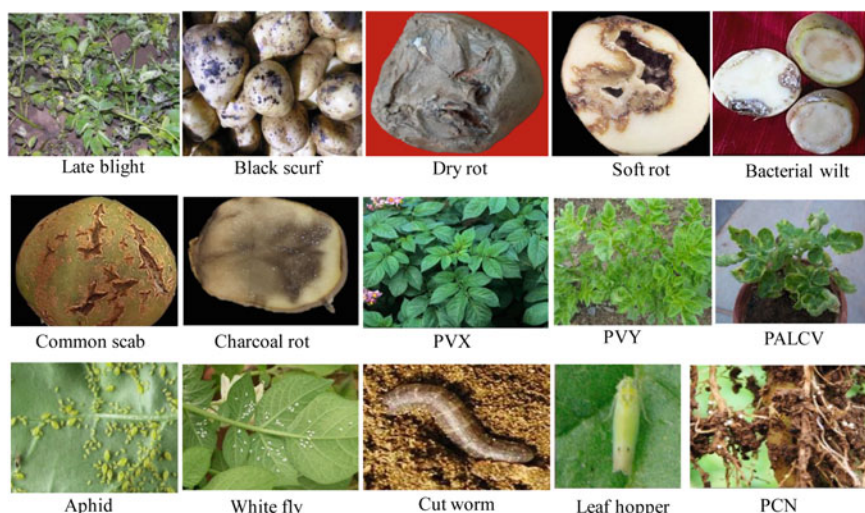 Late blight
Black scurf
Dry rot
Soft rot
Bacterial wilt
Common scab
Charcoal rot
PVX
PVY
PALCV
Aphid
White fly
Cut worm
Leaf hopper
PCN